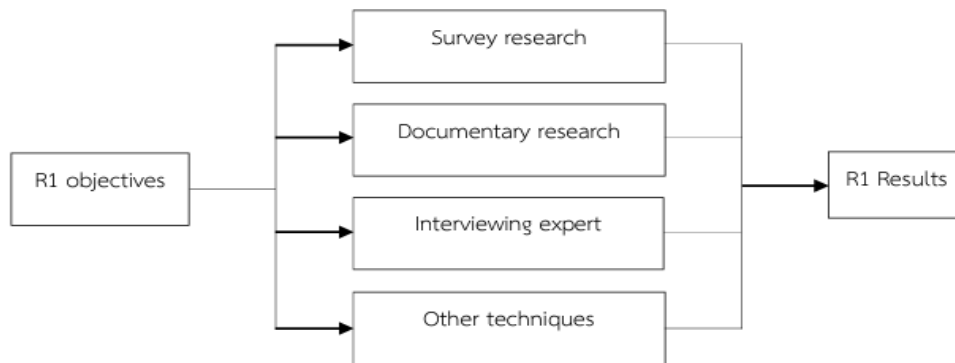 Survey research
Documentary research
R1 objectives
R1 Results
Interviewing expert
Other techniques